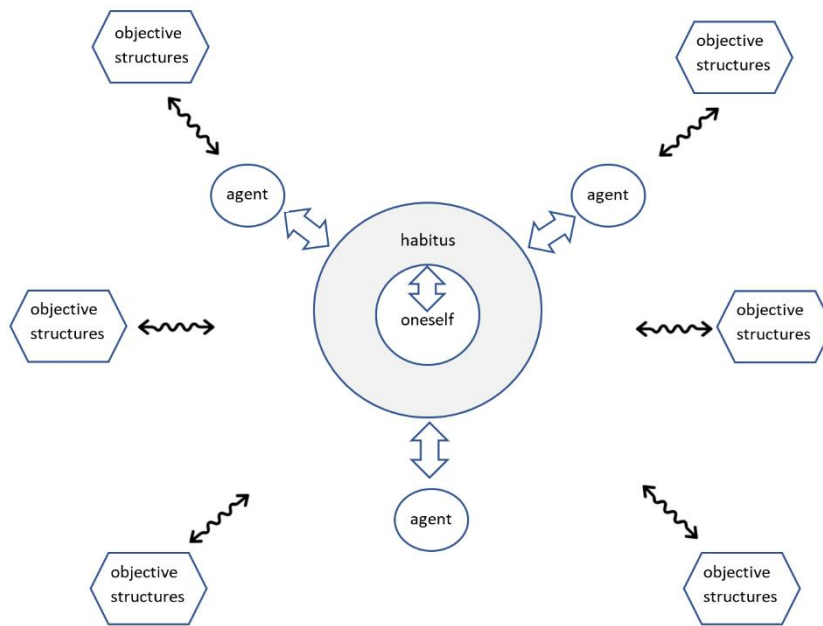 objective
structures
objective
structures
agent
agent
habitus
oneself
objective
structures
objective
structures
agent
objective
structures
objective
structures